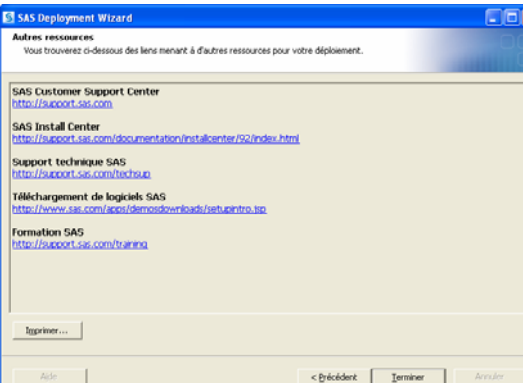 SAS Deployment Wizard
Autres ressources
Vous trouverez ci-dessous des liens menant à d'autres ressources pour votre déploiement.
SAS Customer Support Center
http://support.sas.com
SAS Install Center
http://support.sas.com/documentation/installcenter/92/index.html
Support technique SAS
http://support.sas.com/techsup
Téléchargement de logiciels SAS
http://www.sas.com/apps/demosdownloads/setupintro.jsp
Formation SAS
http://support.sas.com/training
Imprimer...
Aide
< Précédent
Terminer
Annuler